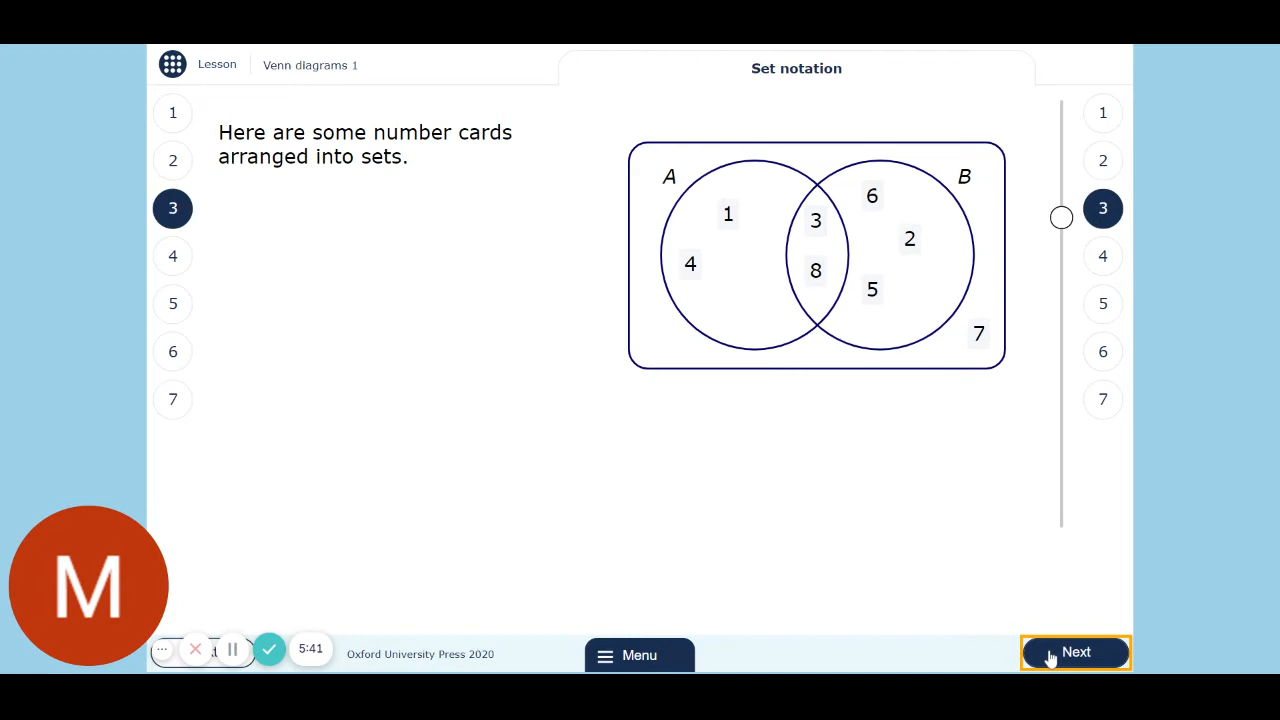 Lesson
Venn diagrams 1
Set notation
1
2
3
4
5
6
7
Here are some number cards
arranged into sets.
A
B
1
4
3
8
6
2
5
7
1
2
3
4
5
6
7
M
5:41
Oxford University Press 2020
Menu
Next